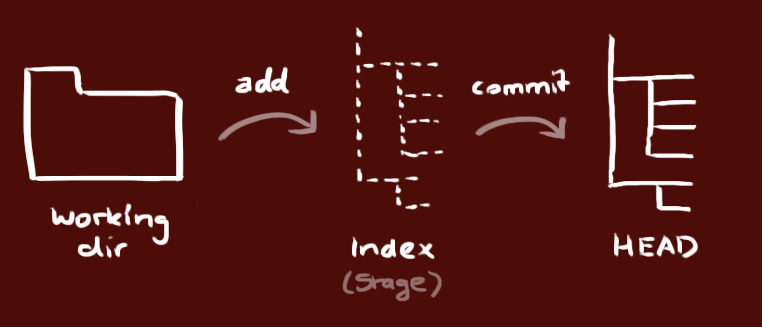 add
commit
working
dir
Index
(Stage)
HEAD